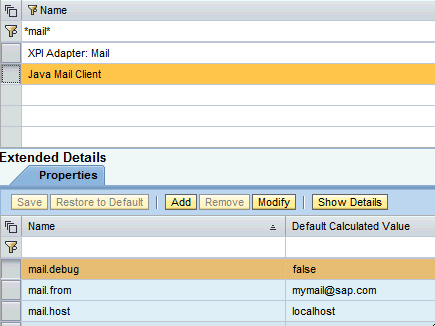 Name
*mail*
XPI Adapter: Mail
Java Mail Client
Extended Details
Properties
Save Restore to Default Add Remove Modify Show Details
Name Default Calculated Value
mail.debug false
mail.from mymail@sap.com
mail.host localhost